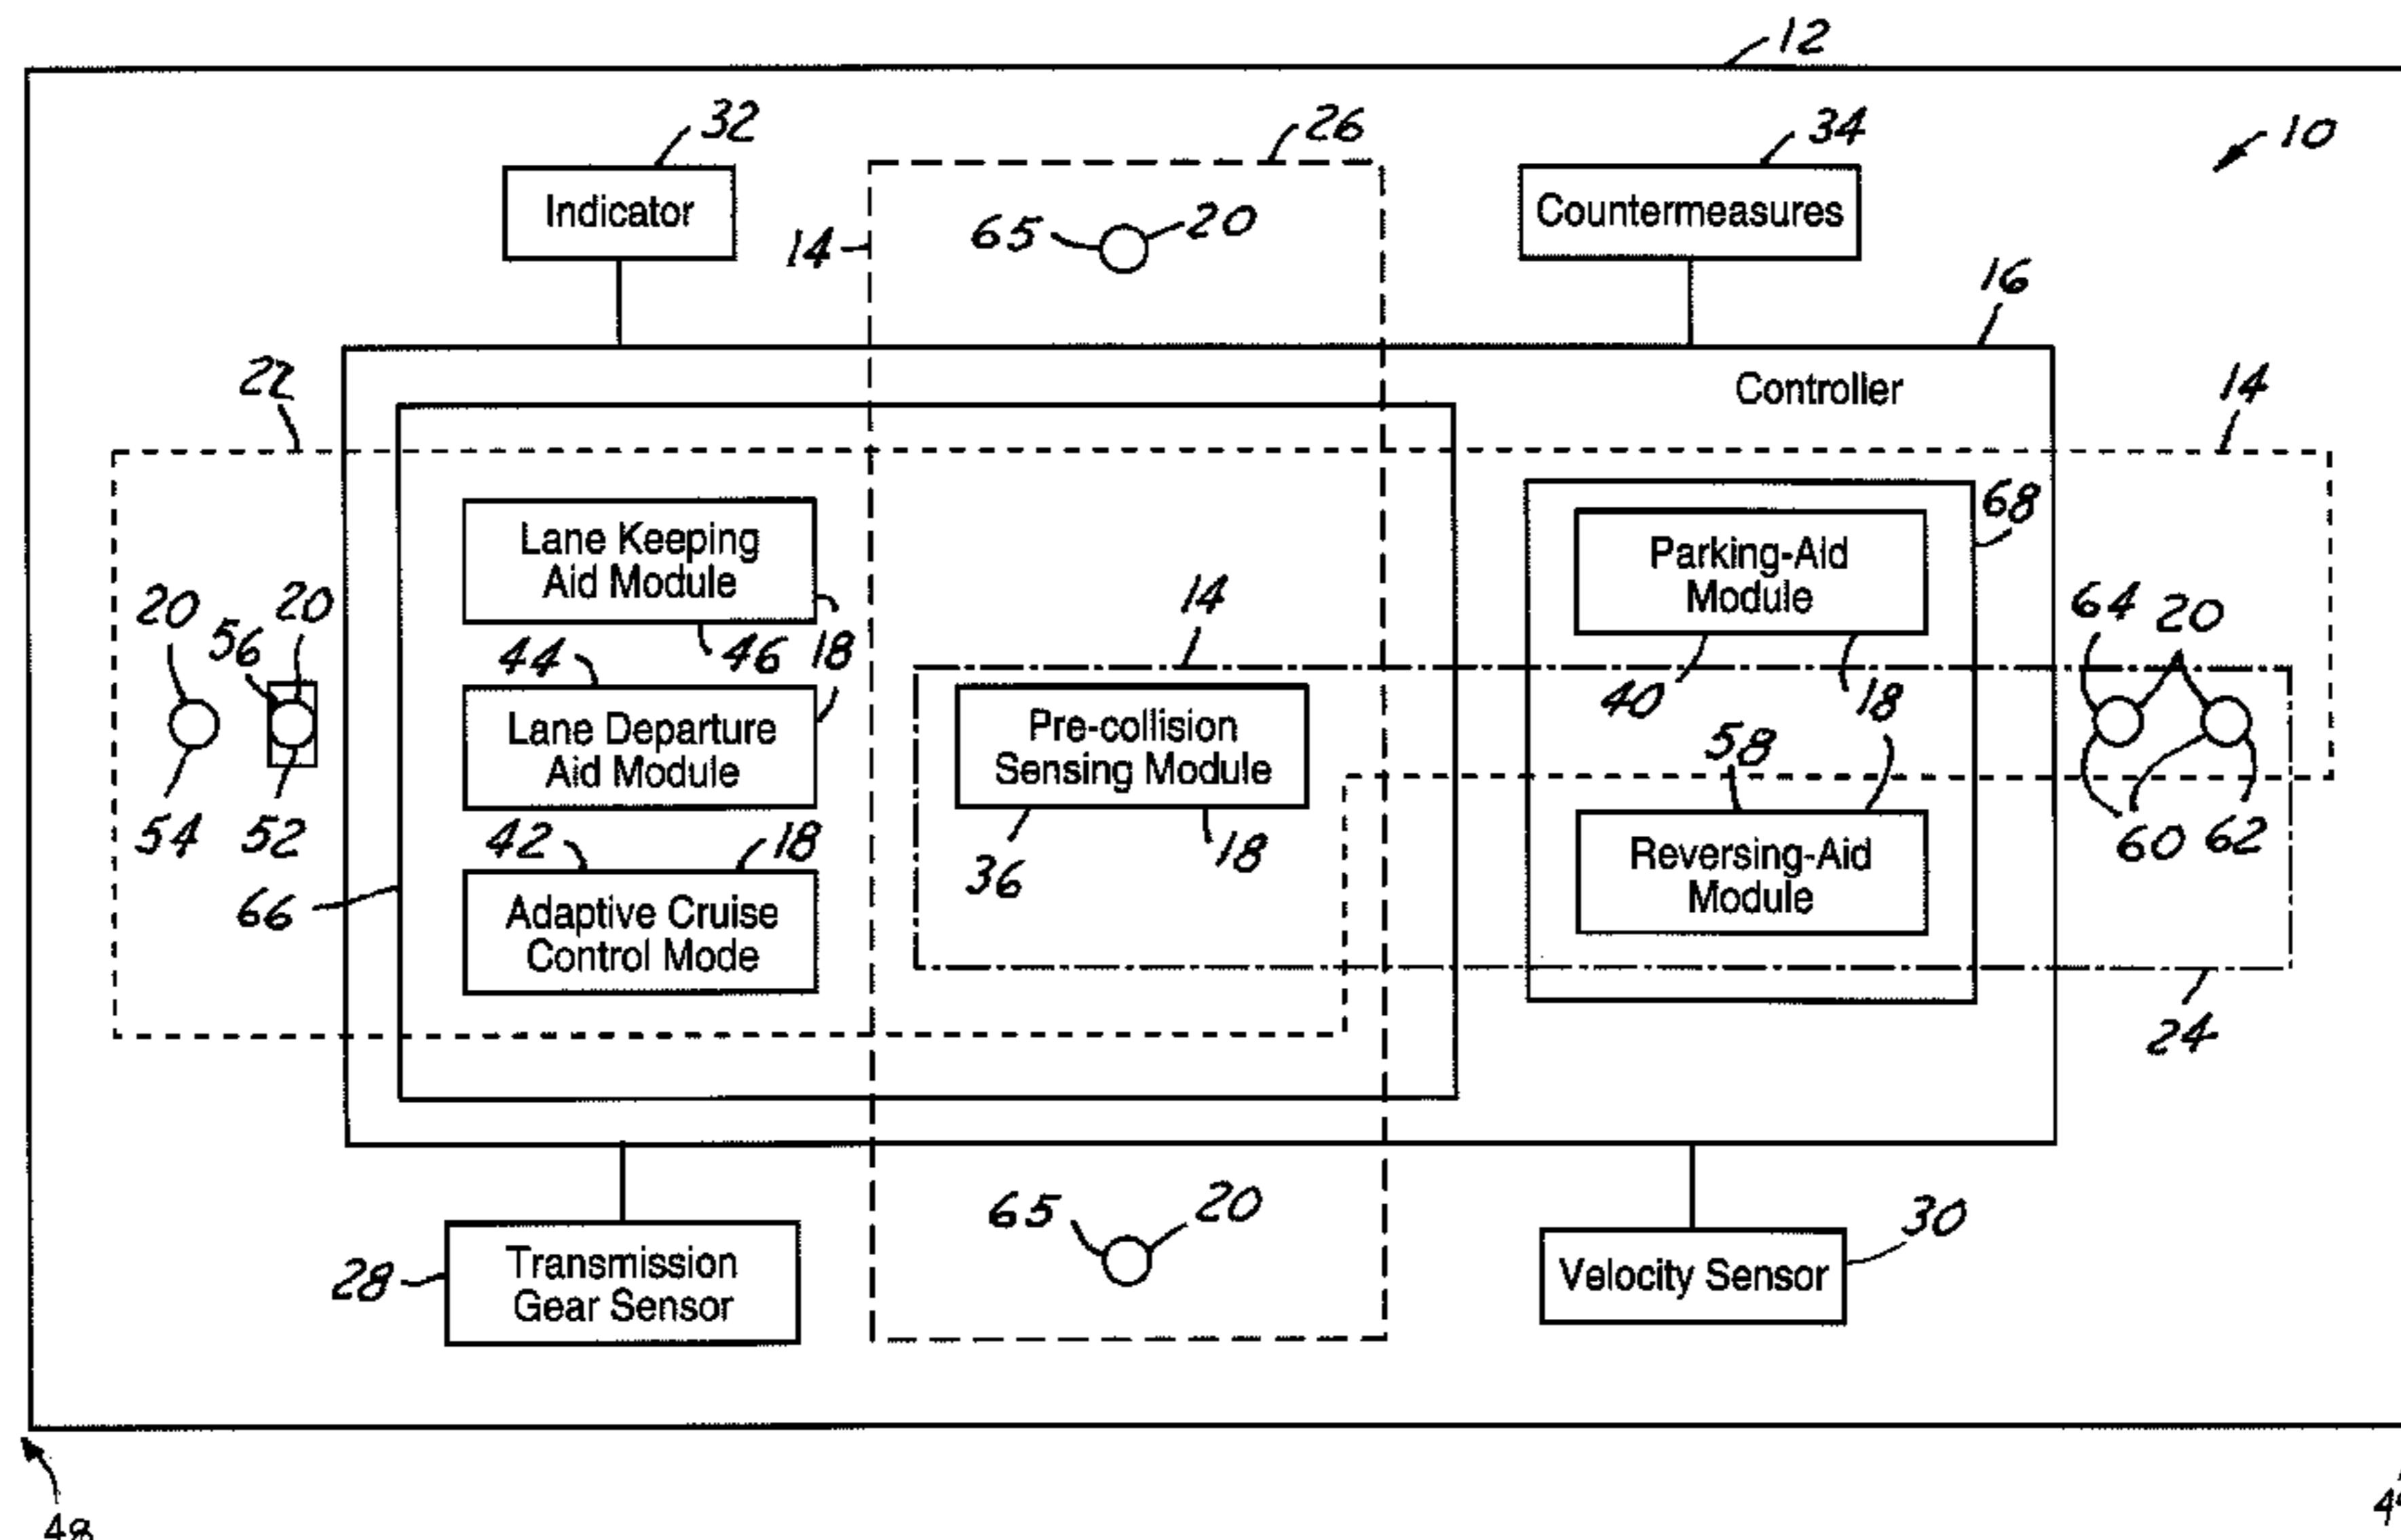 12
32
26
34
10
Indicator
65
20
Countermeasures
14
16
22
Controller
14
68
Lane Keeping
Aid Module
Parking-Aid
Module
20
56
20
14
64
20
44
46
18
40
18
Lane Departure
Aid Module
Pre-collision
Sensing Module
58
54
52
42
18
36
18
Reversing-Aid
Module
60
62
66
Adaptive Cruise
Control Mode
24
65
20
30
28
Transmission
Gear Sensor
Velocity Sensor
48